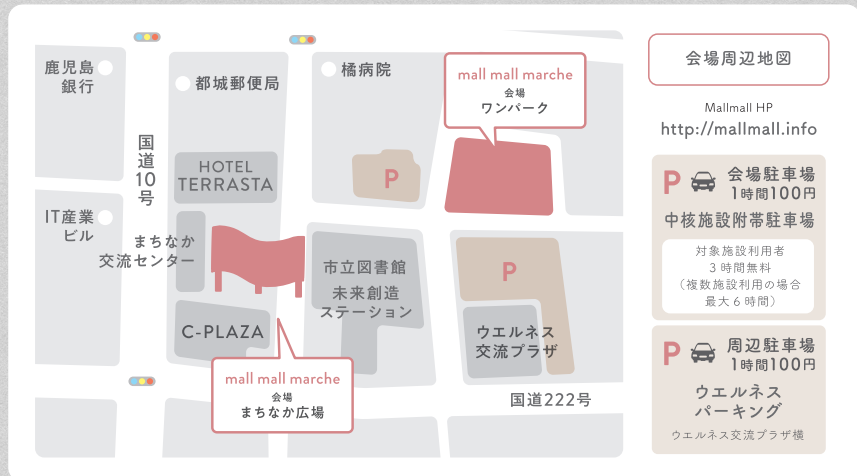 鹿児島
銀行
都城郵便局
橘病院
mall mall marche
会場
ワンパーク
国道10号
HOTEL
TERRASTA
P
IT産業
ビル
まちなか
交流センター
市立図書館
未来創造
ステーション
P
C-PLAZA
ウエルネス
交流プラザ
mall mall marche
会場
まちなか広場
国道222号
会場周辺地図
Mallmall HP
http://mallmall.info
P
会場駐車場
1時間100円
中核施設附帯駐車場
対象施設利用者
3時間無料
（複数施設利用の場合
最大6時間）
P
周辺駐車場
1時間100円
ウエルネス
パーキング
ウエルネス交流プラザ横